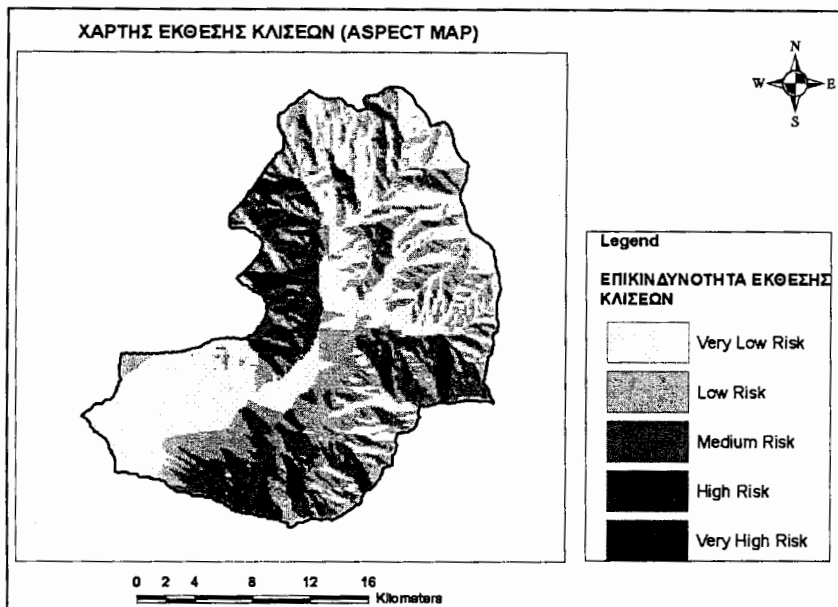 ΧΑΡΤΗΣ ΕΚΘΕΣΗΣ ΚΛΙΣΕΩΝ (ASPECT MAP)
N
W E
S
Legend
ΕΠΙΚΙΝΔΥΝΟΤΗΤΑ ΕΚΘΕΣΗΣ
ΚΛΙΣΕΩΝ
Very Low Risk
Low Risk
Medium Risk
High Risk
Very High Risk
0 2 4 8 12 16
Kilometers